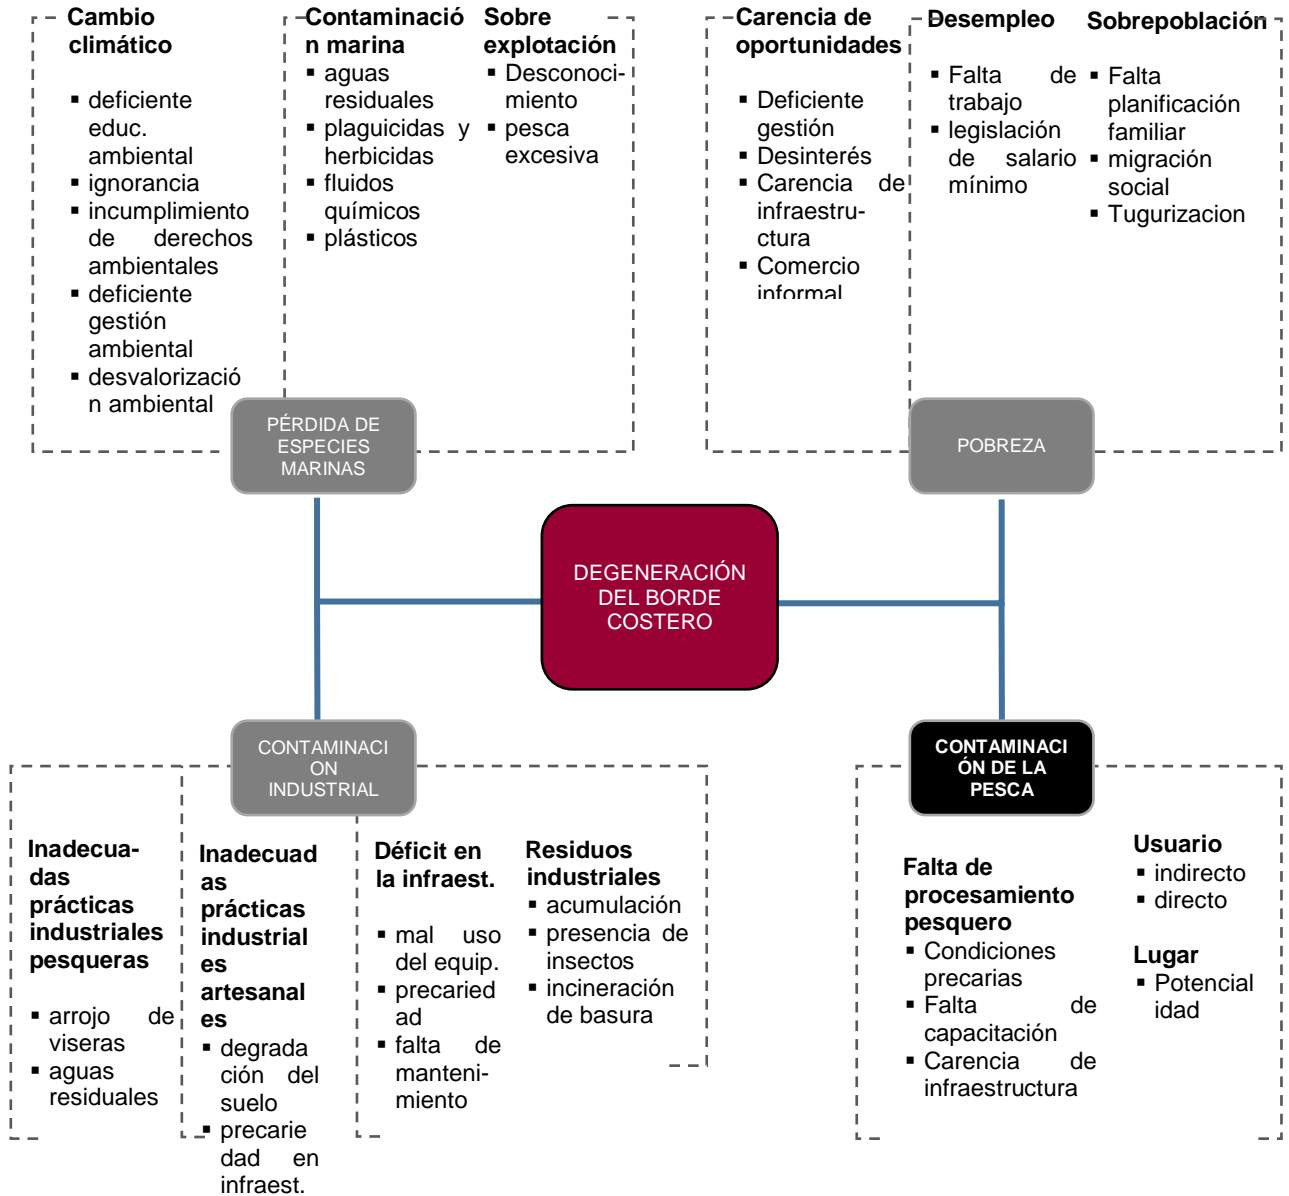 Cambio
climático
▪ deficiente
educ.
ambiental
▪ ignorancia
▪ incumplimiento
de derechos
ambientales
▪ deficiente
gestión
ambiental
▪ desvalorizació
n ambiental
Contaminació
n marina
▪ aguas
residuales
▪ plaguicidas y
herbicidas
▪ fluidos
químicos
▪ plásticos
Sobre
explotación
▪ Desconoci-
miento
▪ pesca
excesiva
PÉRDIDA DE
ESPECIES
MARINAS
Carencia de
oportunidades
▪ Deficiente
gestión
▪ Desinterés
▪ Carencia de
infraestru-
ctura
▪ Comercio
informal
Desempleo
▪ Falta de
trabajo
▪ legislación
de salario
mínimo
Sobrepoblación
▪ Falta
planificación
familiar
▪ migración
social
▪ Tugurizacion
POBREZA
DEGENERACIÓN
DEL BORDE
COSTERO
CONTAMINACI
ON
INDUSTRIAL
Inadecua-
das
prácticas
industriales
pesqueras
▪ arrojo de
viseras
▪ aguas
residuales
Inadecuad
as
prácticas
industrial
es
artesanal
es
▪ degrada
ción del
suelo
▪ precarie
dad en
infraest.
Déficit en
la infraest.
▪ mal uso
del equip.
▪ precaried
ad
▪ falta de
manteni-
miento
Residuos
industriales
▪ acumulación
▪ presencia de
insectos
▪ incineración
de basura
CONTAMINACI
ÓN DE LA
PESCA
Falta de
procesamiento
pesquero
▪ Condiciones
precarias
▪ Falta de
capacitación
▪ Carencia de
infraestructura
Usuario
▪ indirecto
▪ directo
Lugar
▪ Potencial
idad